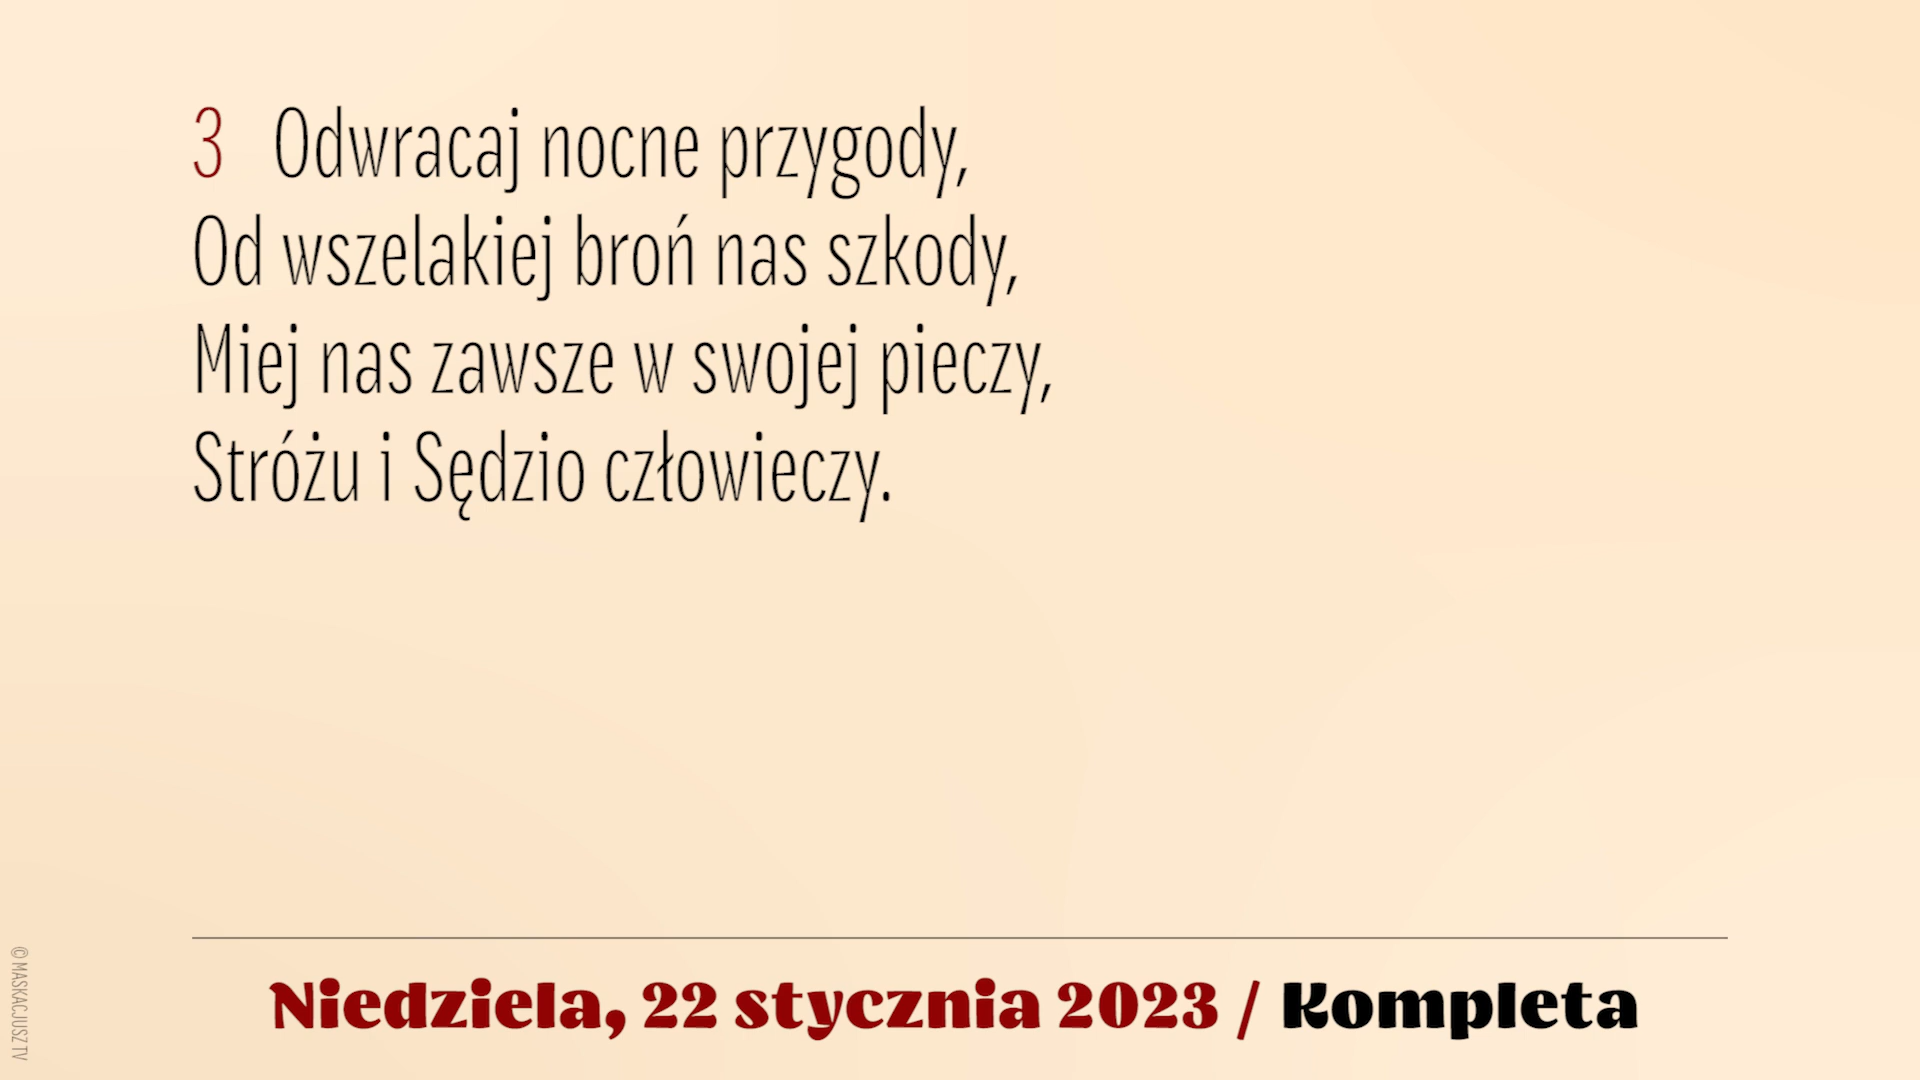 3 Odwracaj nocne przygody,
Od wszelakiej broń nas szkody,
Miej nas zawsze w swojej pieczy,
Stróżu i Sędzio człowieczy.
Niedziela, 22 stycznia 2023 / Kompleta
© MASKACJUSZ TV